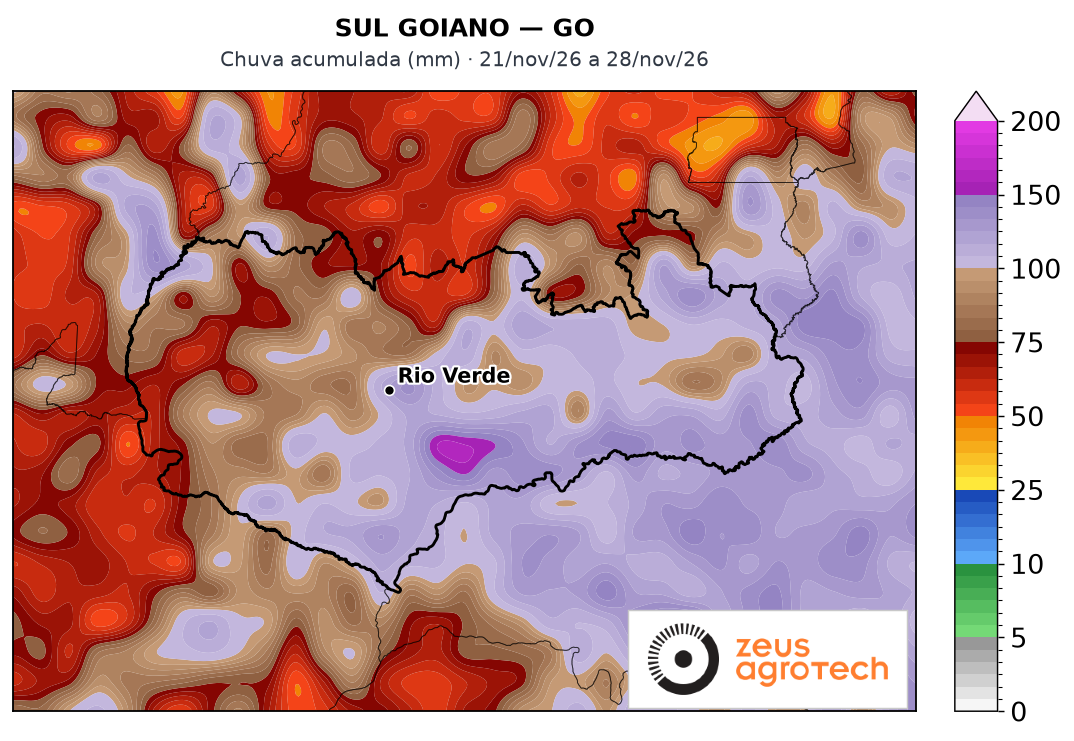 SUL GOIANO — GO
Chuva acumulada (mm) · 21/nov/26 a 28/nov/26
Rio Verde
200
150
100
75
50
25
10
5
0
zeus
agrotech